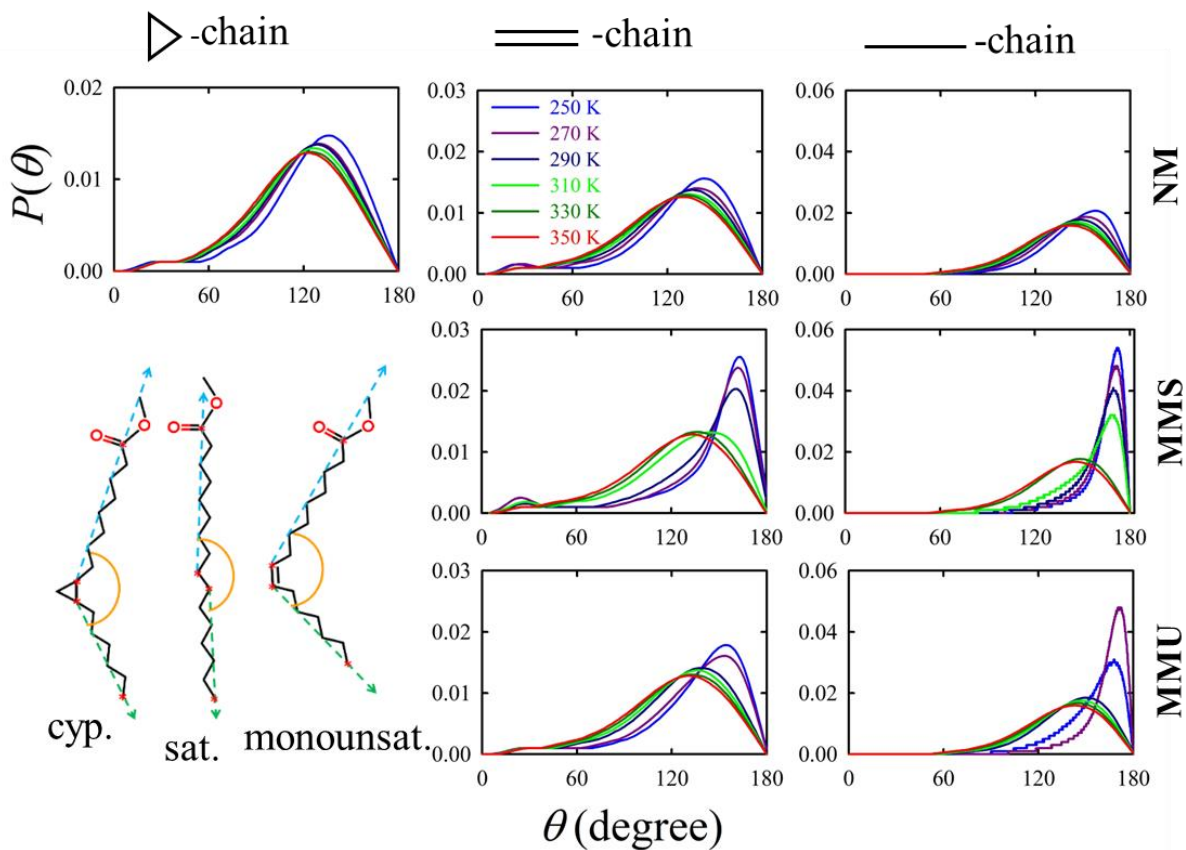 -chain
-chain
-chain
0.02
0.01
0.00
P(θ)
0 60 120 180
0.03
0.02
0.01
0.00
250 K
270 K
290 K
310 K
330 K
350 K
0 60 120 180
0.06
0.04
0.02
0.00
0 60 120 180
NM
0.03
0.02
0.01
0.00
0 60 120 180
0.06
0.04
0.02
0.00
0 60 120 180
MMS
O
O
O
O
O
O
cyp.
sat.
monounsat.
0.03
0.02
0.01
0.00
0 60 120 180
0.06
0.04
0.02
0.00
0 60 120 180
MMU
θ (degree)